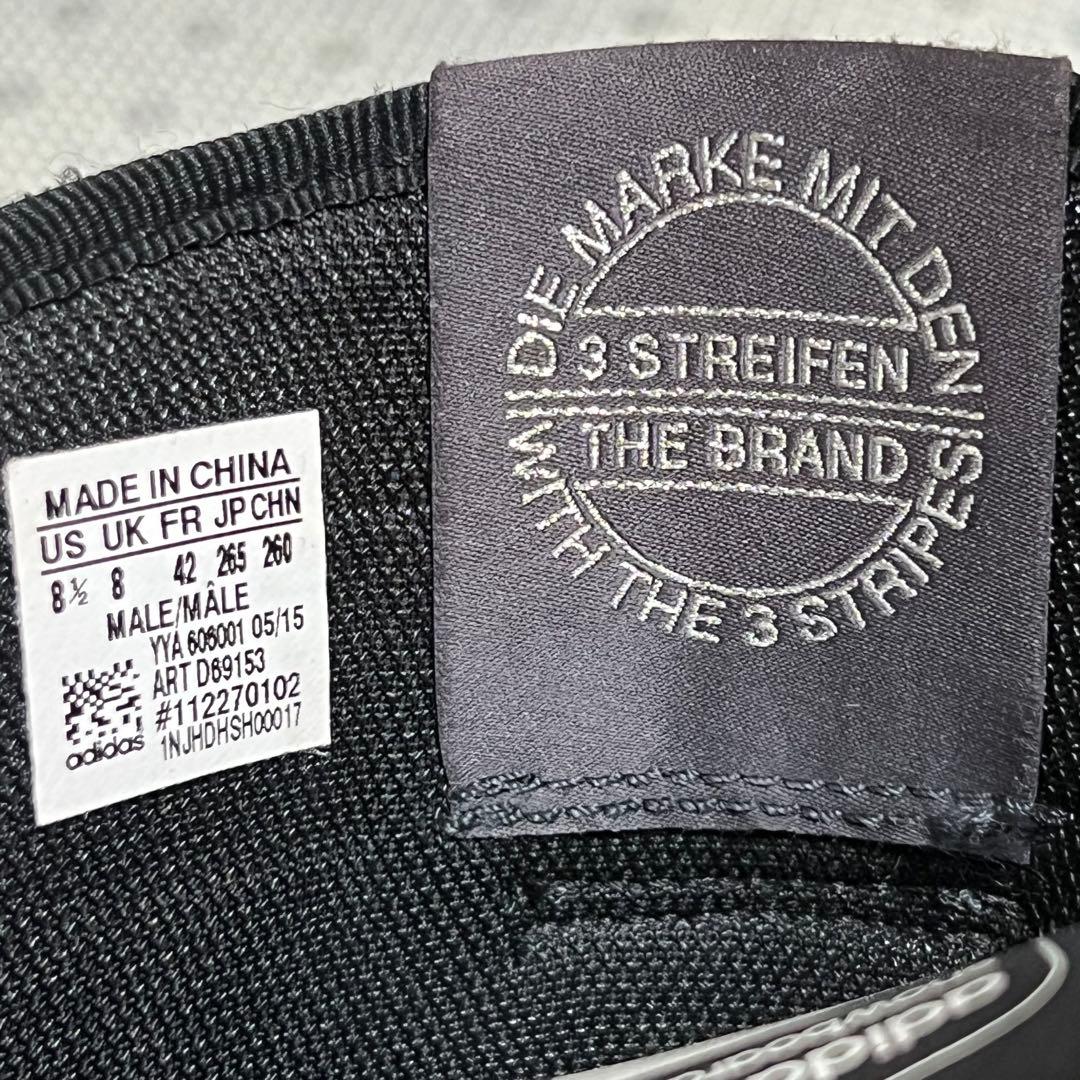 MADE IN CHINA
US UK FR JP CHN
8½ 8 42 265 260
MALE/MÂLE
YYA 606001 05/15
ART D69153
#112270102
1NJHDHSH00017
adidas
DIE MARKE MIT DEN
3 STREIFEN
THE BRAND
WITH THE 3 STRIPES
adidas